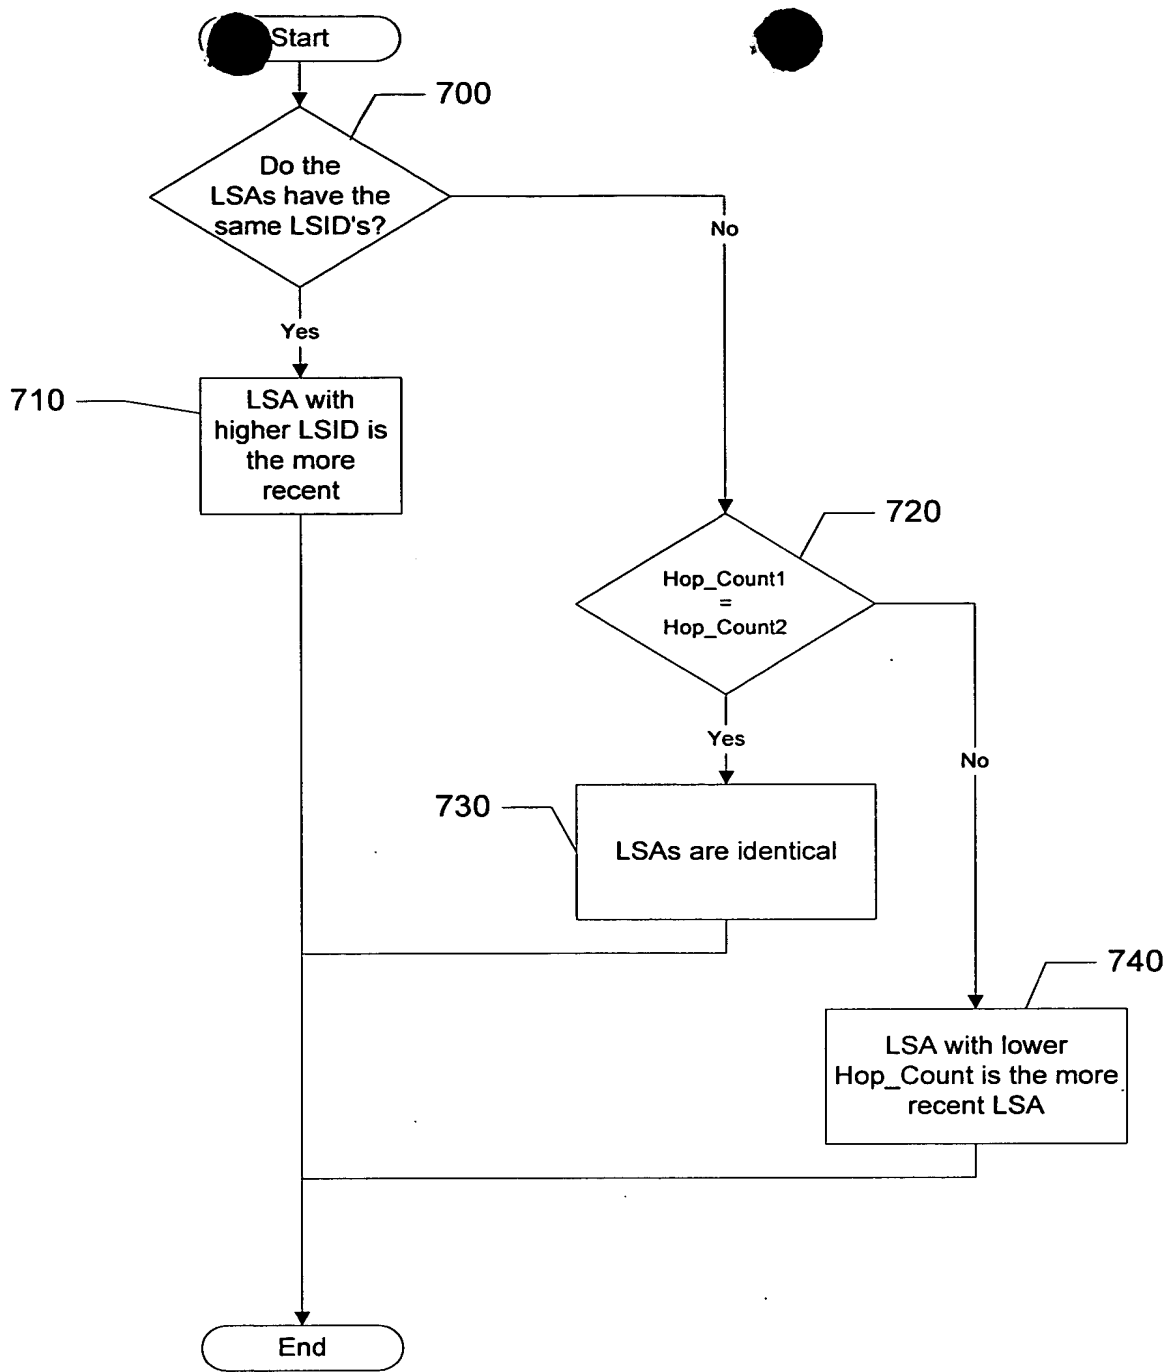 Start
700
Do the
LSAs have the
same LSID's?
No
Yes
710
LSA with
higher LSID is
the more
recent
720
Hop_Count1
=
Hop_Count2
Yes
No
730
LSAs are identical
740
LSA with lower
Hop_Count is the more
recent LSA
End